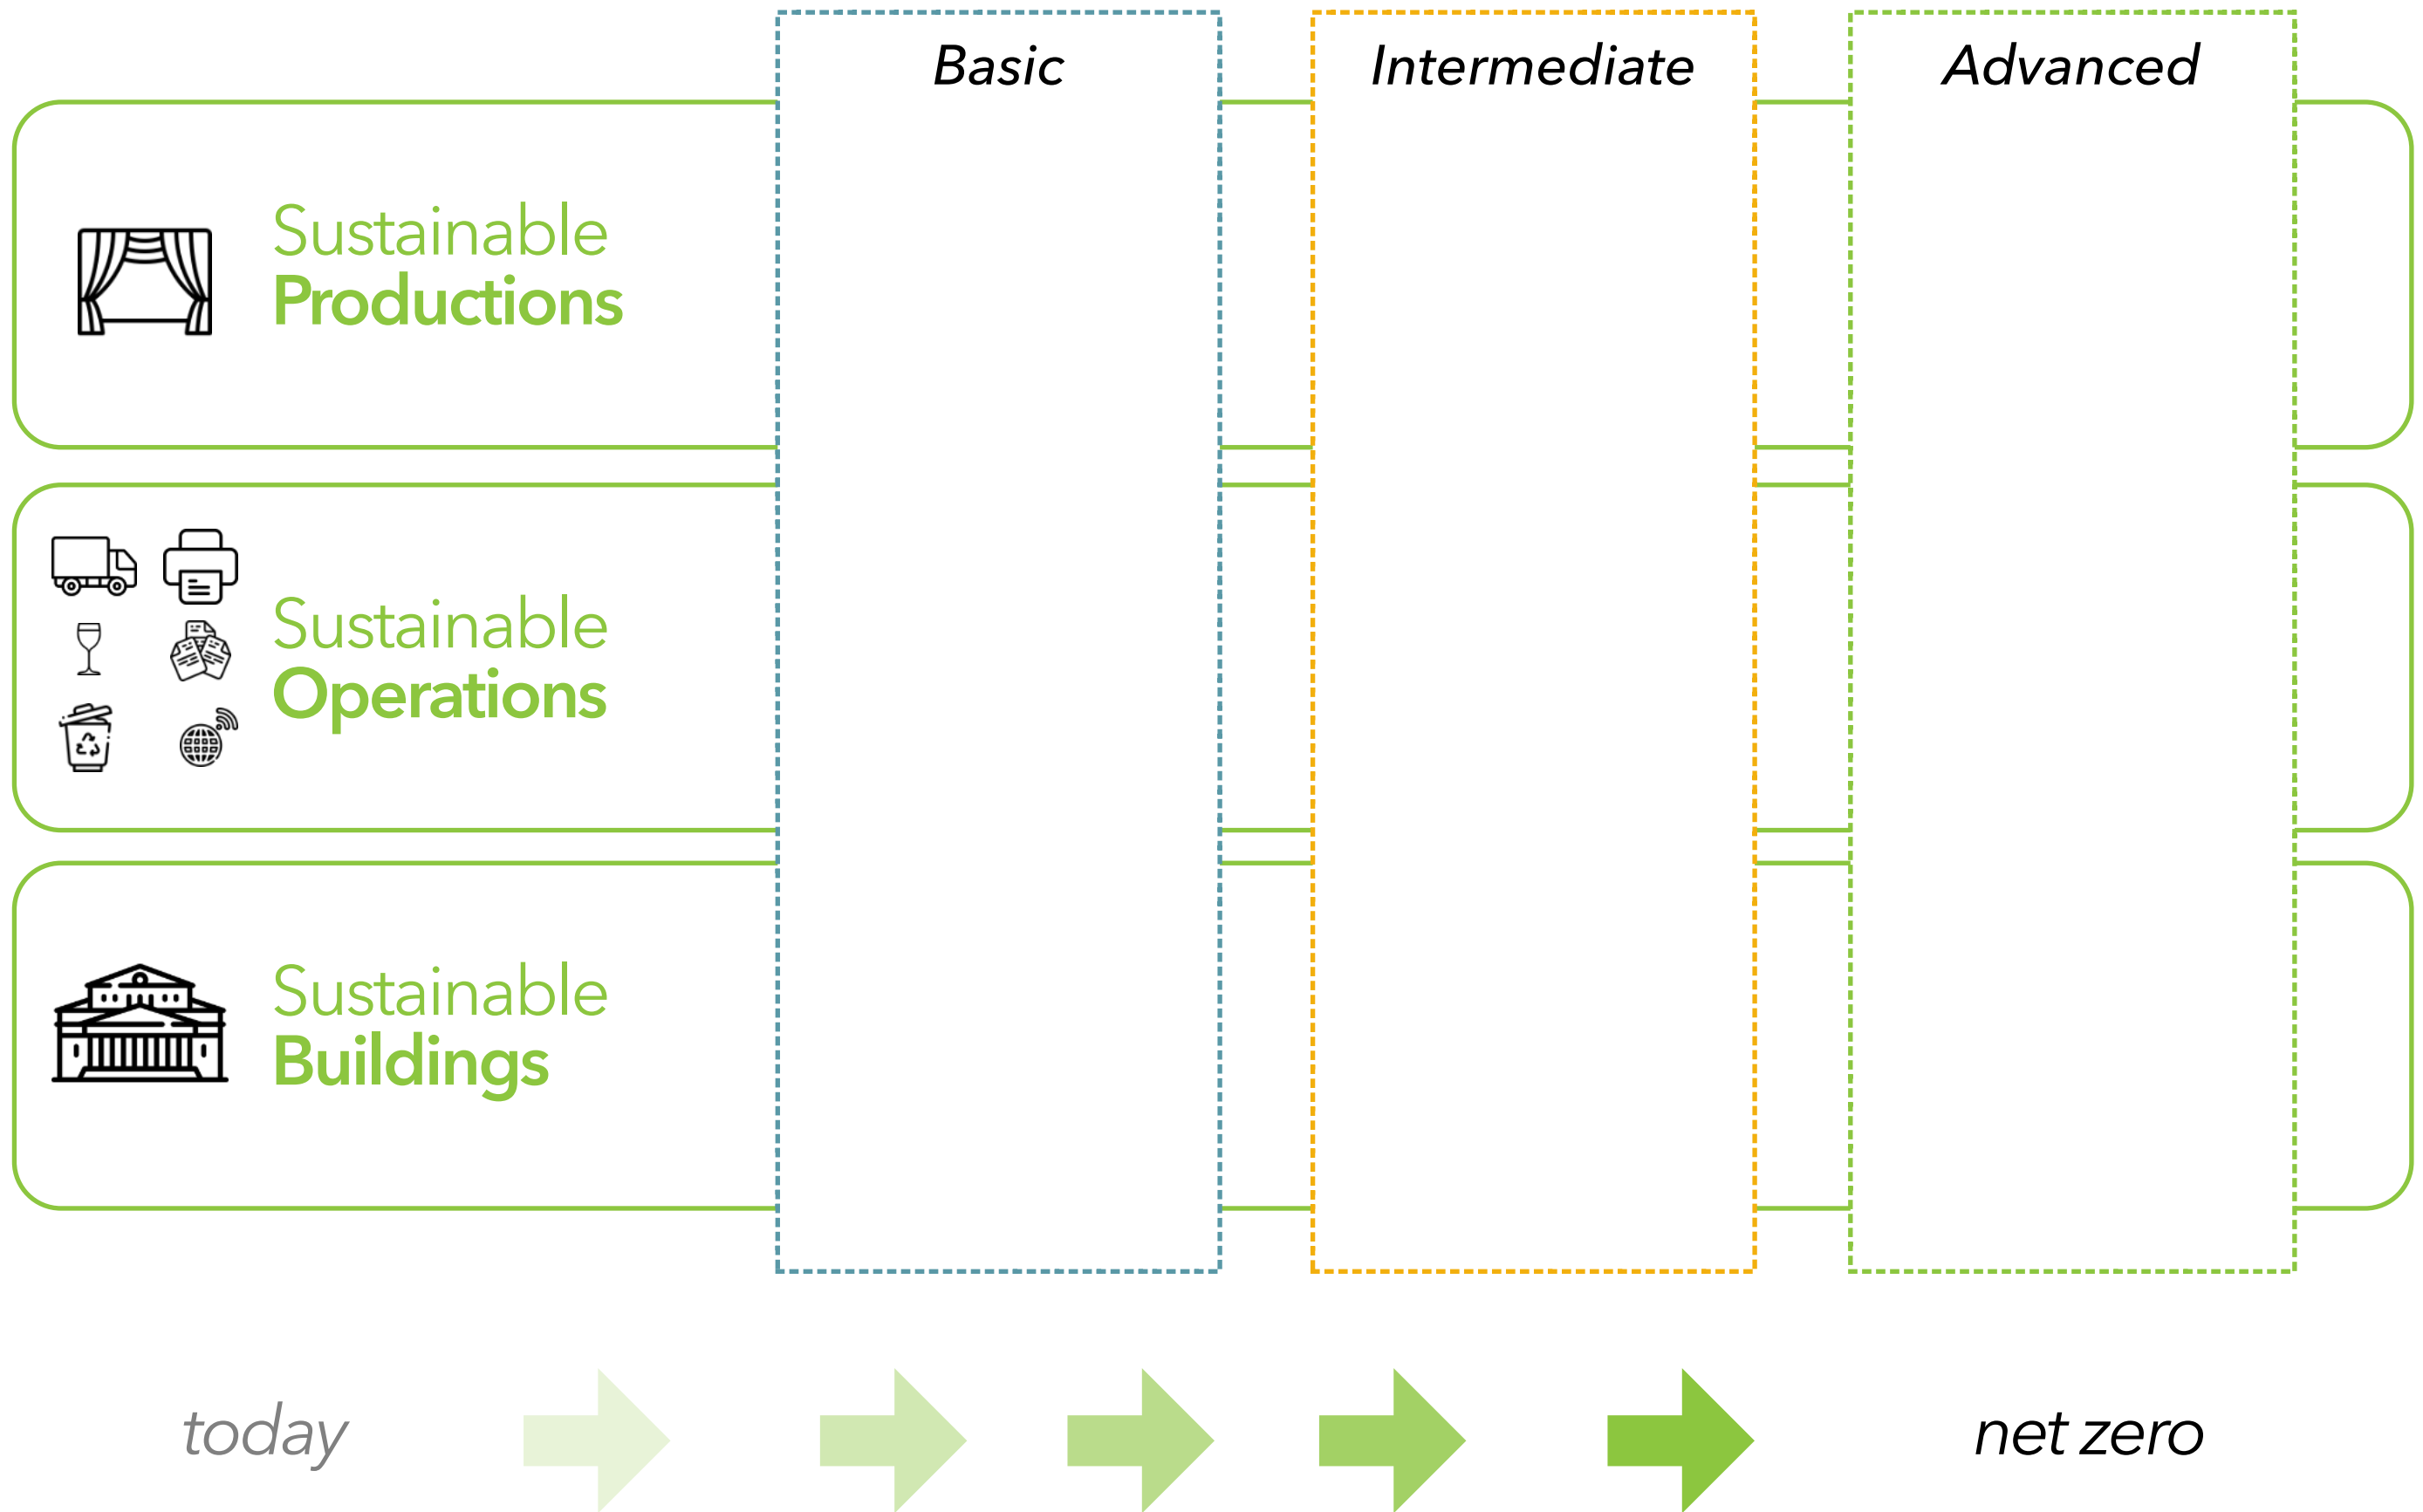 Basic
Intermediate
Advanced
Sustainable
Productions
Sustainable
Operations
Sustainable
Buildings
today
net zero